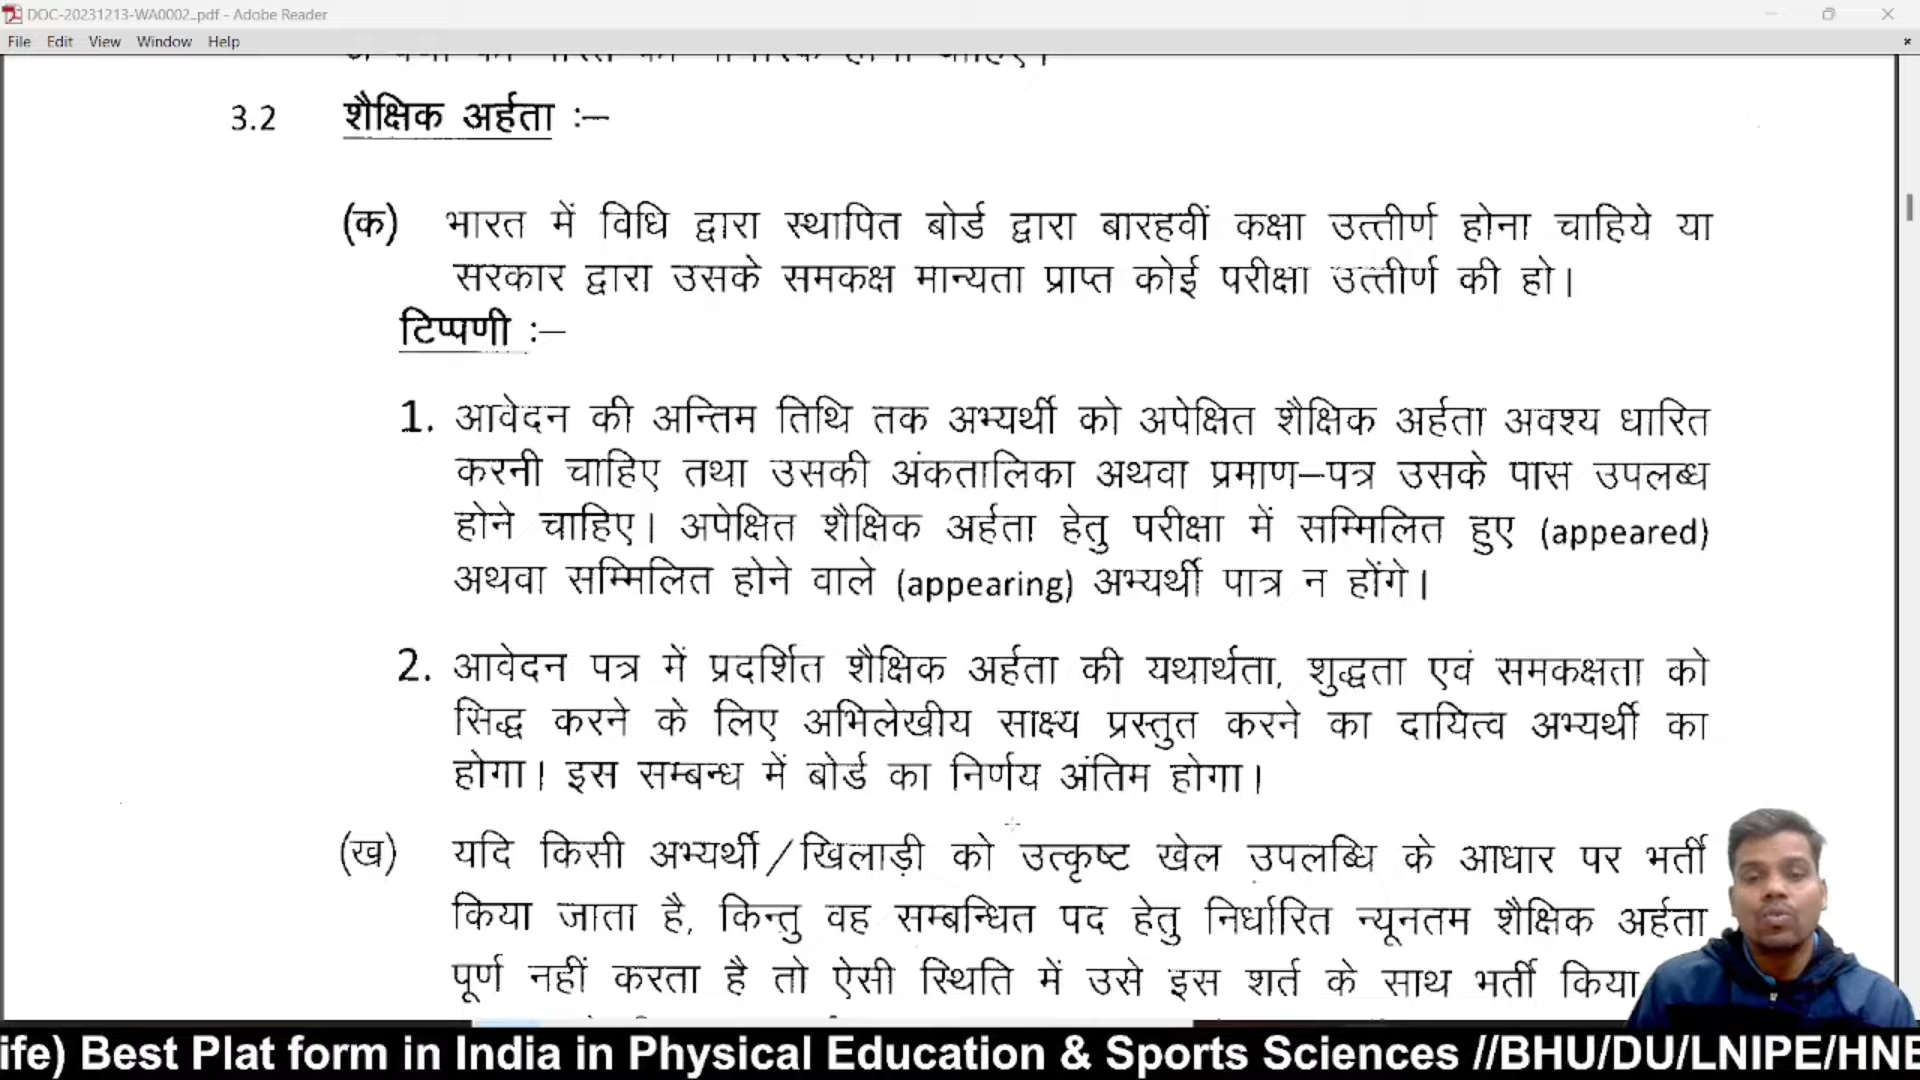 DOC-20231213-WA0002_.pdf - Adobe Reader
File Edit View Window Help
3.2 शैक्षिक अर्हता :—
(क) भारत में विधि द्वारा स्थापित बोर्ड द्वारा बारहवीं कक्षा उत्तीर्ण होना चाहिये या
सरकार द्वारा उसके समकक्ष मान्यता प्राप्त कोई परीक्षा उत्तीर्ण की हो।
टिप्पणी :—
1. आवेदन की अन्तिम तिथि तक अभ्यर्थी को अपेक्षित शैक्षिक अर्हता अवश्य धारित
करनी चाहिए तथा उसकी अंकतालिका अथवा प्रमाण–पत्र उसके पास उपलब्ध
होने चाहिए। अपेक्षित शैक्षिक अर्हता हेतु परीक्षा में सम्मिलित हुए (appeared)
अथवा सम्मिलित होने वाले (appearing) अभ्यर्थी पात्र न होंगे।
2. आवेदन पत्र में प्रदर्शित शैक्षिक अर्हता की यथार्थता, शुद्धता एवं समकक्षता को
सिद्ध करने के लिए अभिलेखीय साक्ष्य प्रस्तुत करने का दायित्व अभ्यर्थी का
होगा। इस सम्बन्ध में बोर्ड का निर्णय अंतिम होगा।
(ख) यदि किसी अभ्यर्थी/खिलाड़ी को उत्कृष्ट खेल उपलब्धि के आधार पर भर्ती
किया जाता है, किन्तु वह सम्बन्धित पद हेतु निर्धारित न्यूनतम शैक्षिक अर्हता
पूर्ण नहीं करता है तो ऐसी स्थिति में उसे इस शर्त के साथ भर्ती किया
ife) Best Plat form in India in Physical Education & Sports Sciences //BHU/DU/LNIPE/HNB